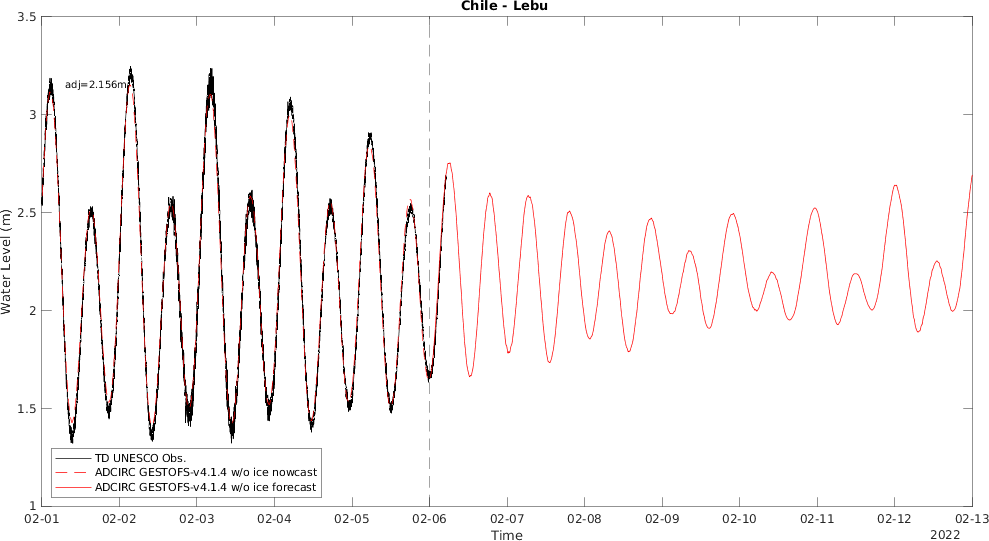 Chile - Lebu
3.5
3
2.5
2
1.5
1
Water Level (m)
adj=2.156m
TD UNESCO Obs.
ADCIRC GESTOFS-v4.1.4 w/o ice nowcast
ADCIRC GESTOFS-v4.1.4 w/o ice forecast
02-01 02-02 02-03 02-04 02-05 02-06 02-07 02-08 02-09 02-10 02-11 02-12 02-13
Time
2022